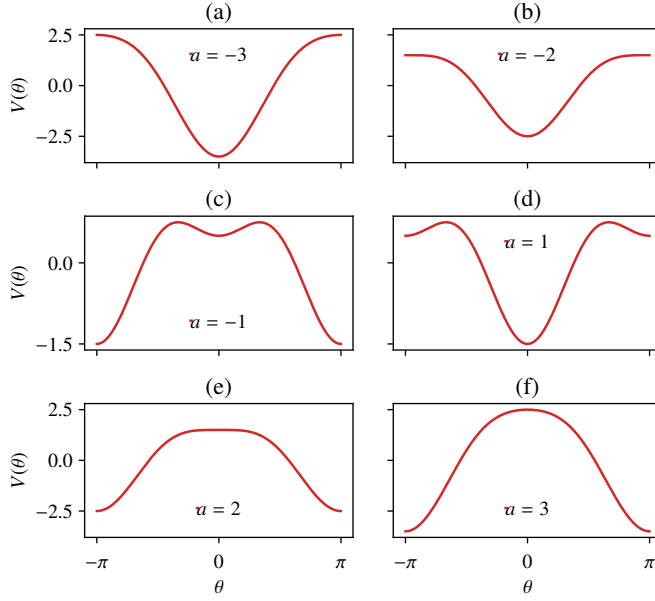 (a)
(b)
V(θ)
2.5
0.0
−2.5
a = −3
a = −2
(c)
(d)
V(θ)
0.0
−1.5
a = −1
a = 1
(e)
(f)
V(θ)
2.5
0.0
−2.5
a = 2
a = 3
−π
0
π
−π
0
π
θ
θ